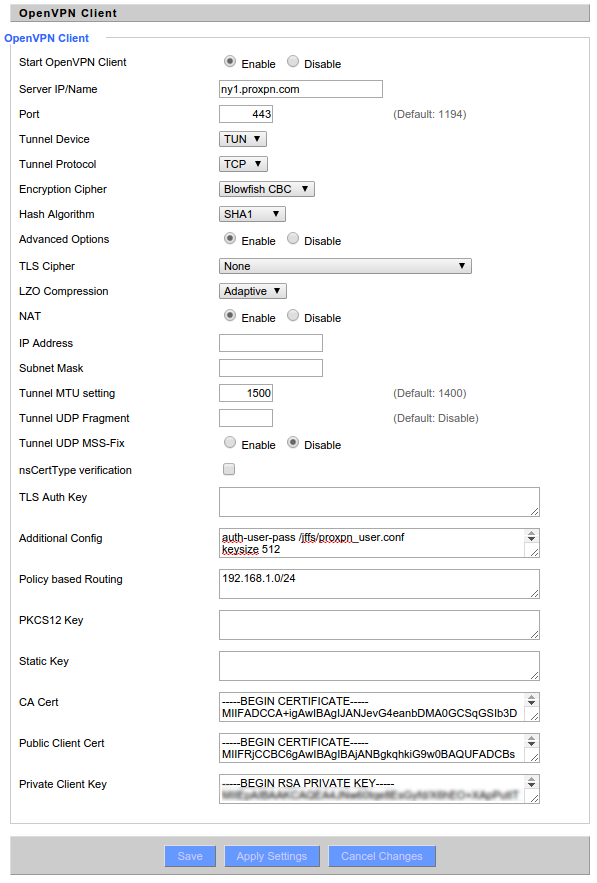 OpenVPN Client
OpenVPN Client
Start OpenVPN Client Enable Disable
Server IP/Name ny1.proxpn.com
Port 443 (Default: 1194)
Tunnel Device TUN
Tunnel Protocol TCP
Encryption Cipher Blowfish CBC
Hash Algorithm SHA1
Advanced Options Enable Disable
TLS Cipher None
LZO Compression Adaptive
NAT Enable Disable
IP Address
Subnet Mask
Tunnel MTU setting 1500 (Default: 1400)
Tunnel UDP Fragment (Default: Disable)
Tunnel UDP MSS-Fix Enable Disable
nsCertType verification
TLS Auth Key
Additional Config auth-user-pass /jffs/proxpn_user.conf
keysize 512
Policy based Routing 192.168.1.0/24
PKCS12 Key
Static Key
CA Cert -----BEGIN CERTIFICATE-----
MIIFADCCA+igAwIBAgIJANJevG4eanbDMA0GCSqGSIb3D
Public Client Cert -----BEGIN CERTIFICATE-----
MIIFRjCCBC6gAwIBAgIBAjANBgkqhkiG9w0BAQUFADCBs
Private Client Key -----BEGIN RSA PRIVATE KEY-----
Save Apply Settings Cancel Changes